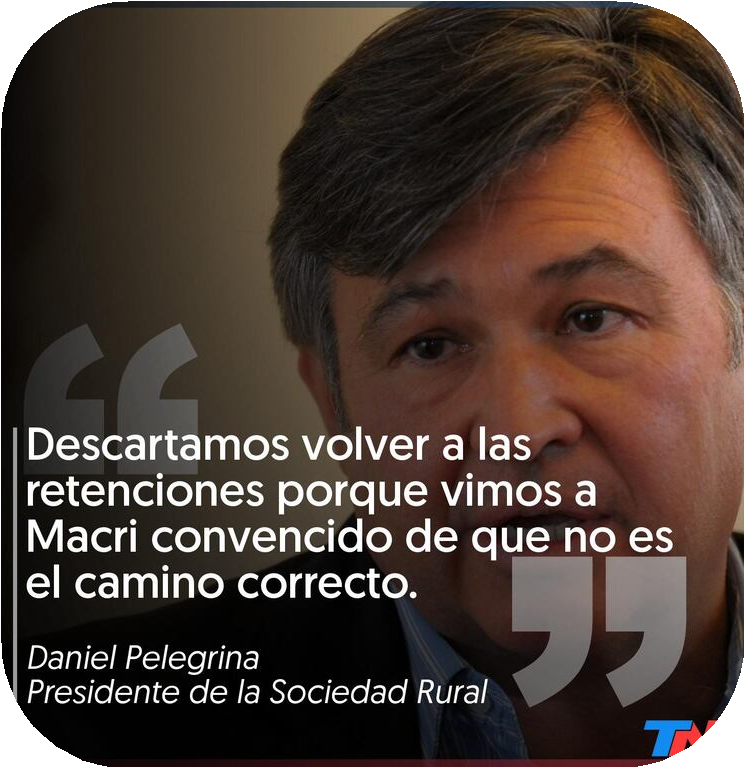 Descartamos volver a las
retenciones porque vimos a
Macri convencido de que no es
el camino correcto.
Daniel Pelegrina
Presidente de la Sociedad Rural
TN